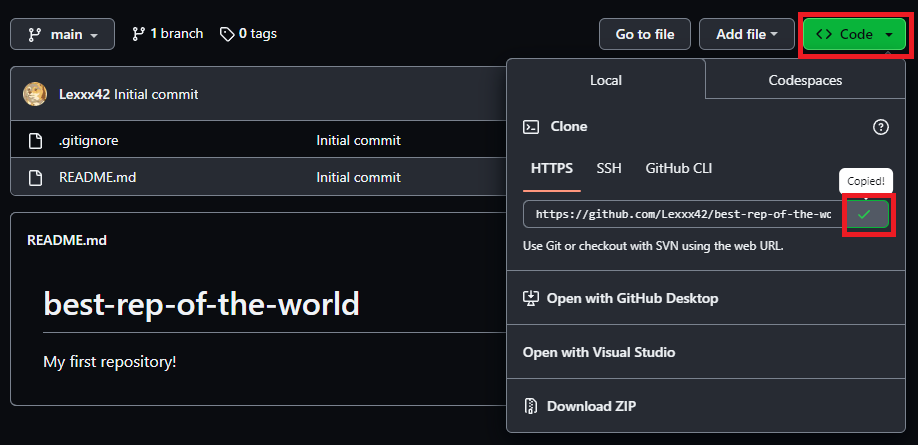 main 1 branch 0 tags Go to file Add file Code
Lexxx42 Initial commit
.gitignore Initial commit
README.md Initial commit
README.md
best-rep-of-the-world
My first repository!
Local Codespaces
Clone
HTTPS SSH GitHub CLI
Copied!
https://github.com/Lexxx42/best-rep-of-the-wo
Use Git or checkout with SVN using the web URL.
Open with GitHub Desktop
Open with Visual Studio
Download ZIP